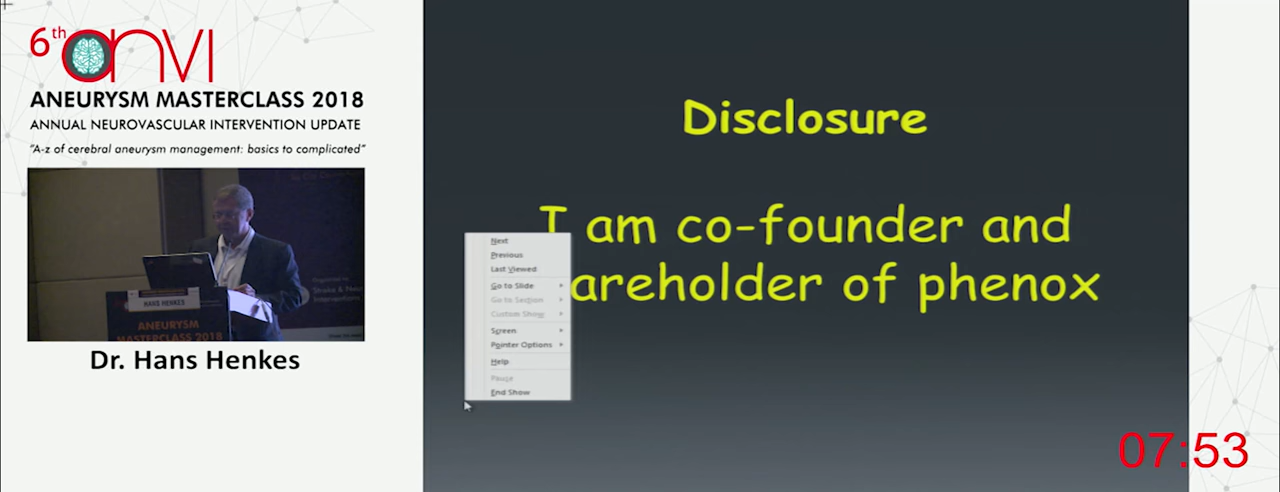 6th anvi
ANEURYSM MASTERCLASS 2018
ANNUAL NEUROVASCULAR INTERVENTION UPDATE
"A-z of cerebral aneurysm management: basics to complicated"
HANS HENKES
ANEURYSM
MASTERCLASS 2018
Dr. Hans Henkes
Disclosure
I am co-founder and
areholder of phenox
Next
Previous
Last Viewed
Go to Slide
Go to Section
Custom Show
Screen
Pointer Options
Help
Pause
End Show
07:53